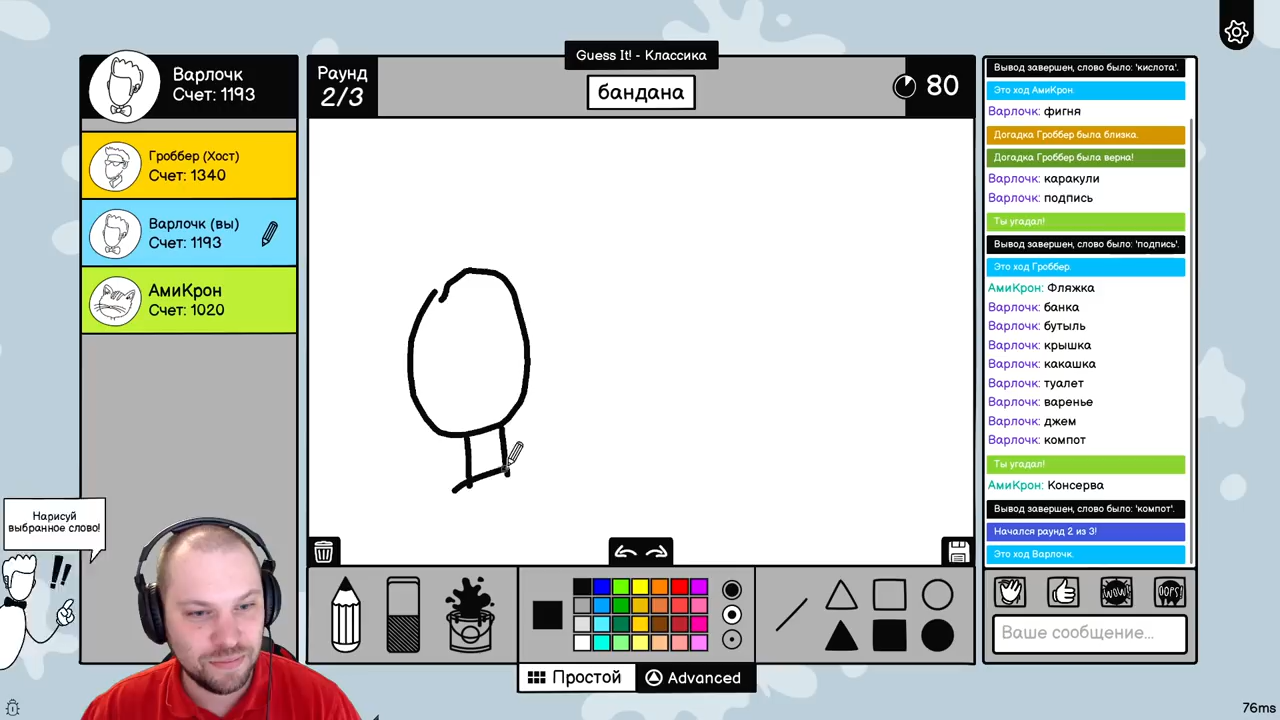 Guess It! - Классика
Варлочк
Счет: 1193
Раунд
2/3
бандана
80
Гроббер (Хост)
Счет: 1340
Варлочк (вы)
Счет: 1193
АмиКрон
Счет: 1020
Нарисуй
выбранное слово!
Вывод завершен, слово было: 'кислота'.
Это ход АмиКрон.
Варлочк: фигня
Догадка Гроббер была близка.
Догадка Гроббер была верна!
Варлочк: каракули
Варлочк: подпись
Ты угадал!
Вывод завершен, слово было: 'подпись'.
Это ход Гроббер.
АмиКрон: Фляжка
Варлочк: банка
Варлочк: бутыль
Варлочк: крышка
Варлочк: какашка
Варлочк: туалет
Варлочк: варенье
Варлочк: джем
Варлочк: компот
Ты угадал!
АмиКрон: Консерва
Вывод завершен, слово было: 'компот'.
Начался раунд 2 из 3!
Это ход Варлочк.
WOW!
OOPS!
Ваше сообщение...
Простой
Advanced
76ms